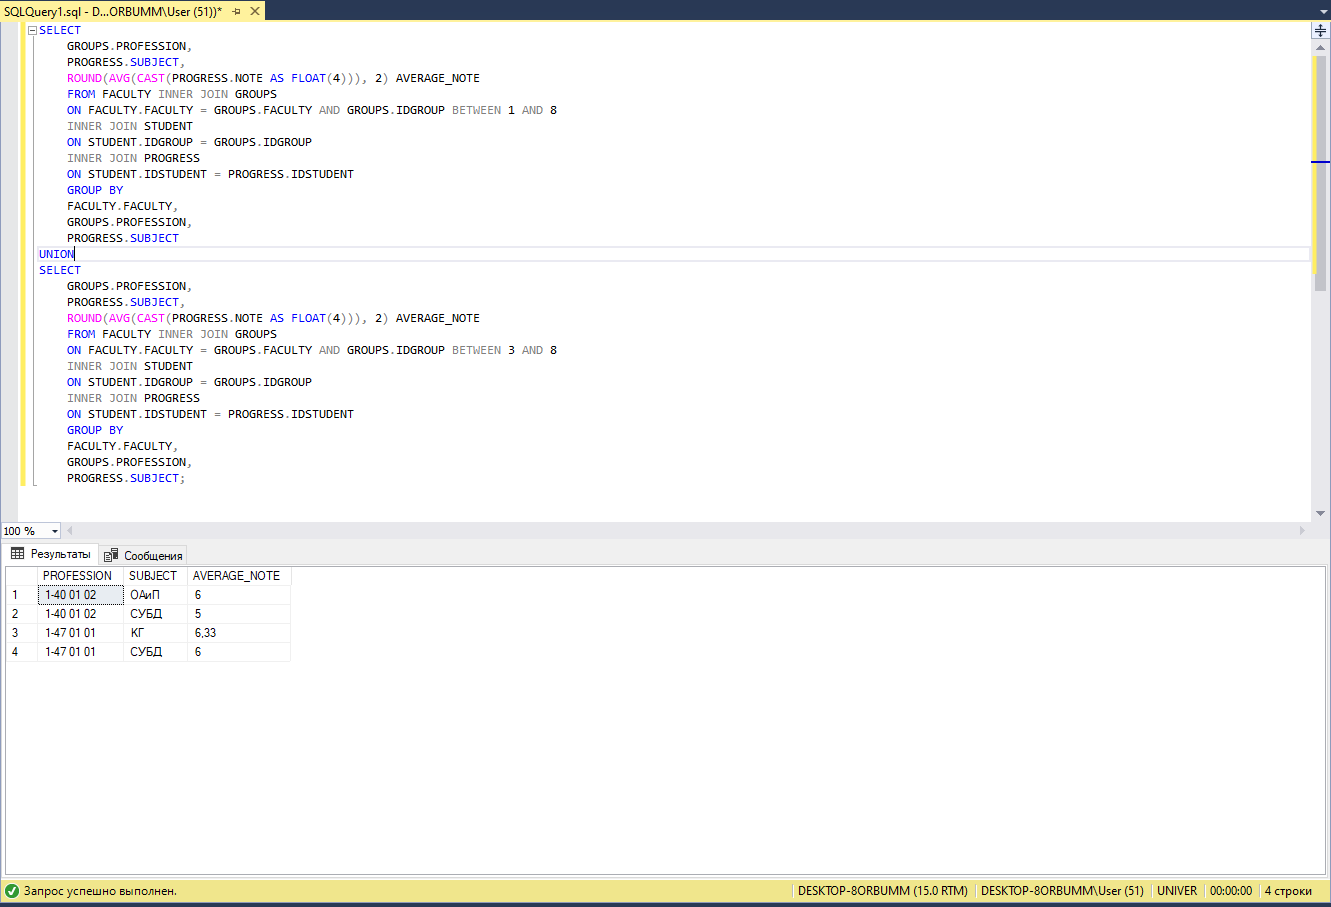 SQLQuery1.sql - D...ORBUMM\User (51))*
SELECT
GROUPS.PROFESSION,
PROGRESS.SUBJECT,
ROUND(AVG(CAST(PROGRESS.NOTE AS FLOAT(4))), 2) AVERAGE_NOTE
FROM FACULTY INNER JOIN GROUPS
ON FACULTY.FACULTY = GROUPS.FACULTY AND GROUPS.IDGROUP BETWEEN 1 AND 8
INNER JOIN STUDENT
ON STUDENT.IDGROUP = GROUPS.IDGROUP
INNER JOIN PROGRESS
ON STUDENT.IDSTUDENT = PROGRESS.IDSTUDENT
GROUP BY
FACULTY.FACULTY,
GROUPS.PROFESSION,
PROGRESS.SUBJECT
UNION
SELECT
GROUPS.PROFESSION,
PROGRESS.SUBJECT,
ROUND(AVG(CAST(PROGRESS.NOTE AS FLOAT(4))), 2) AVERAGE_NOTE
FROM FACULTY INNER JOIN GROUPS
ON FACULTY.FACULTY = GROUPS.FACULTY AND GROUPS.IDGROUP BETWEEN 3 AND 8
INNER JOIN STUDENT
ON STUDENT.IDGROUP = GROUPS.IDGROUP
INNER JOIN PROGRESS
ON STUDENT.IDSTUDENT = PROGRESS.IDSTUDENT
GROUP BY
FACULTY.FACULTY,
GROUPS.PROFESSION,
PROGRESS.SUBJECT;
100 %
Результаты Сообщения
PROFESSION SUBJECT AVERAGE_NOTE
1 1-40 01 02 ОАиП 6
2 1-40 01 02 СУБД 5
3 1-47 01 01 КГ 6,33
4 1-47 01 01 СУБД 6
Запрос успешно выполнен. DESKTOP-8ORBUMM (15.0 RTM) DESKTOP-8ORBUMM\User (51) UNIVER 00:00:00 4 строки